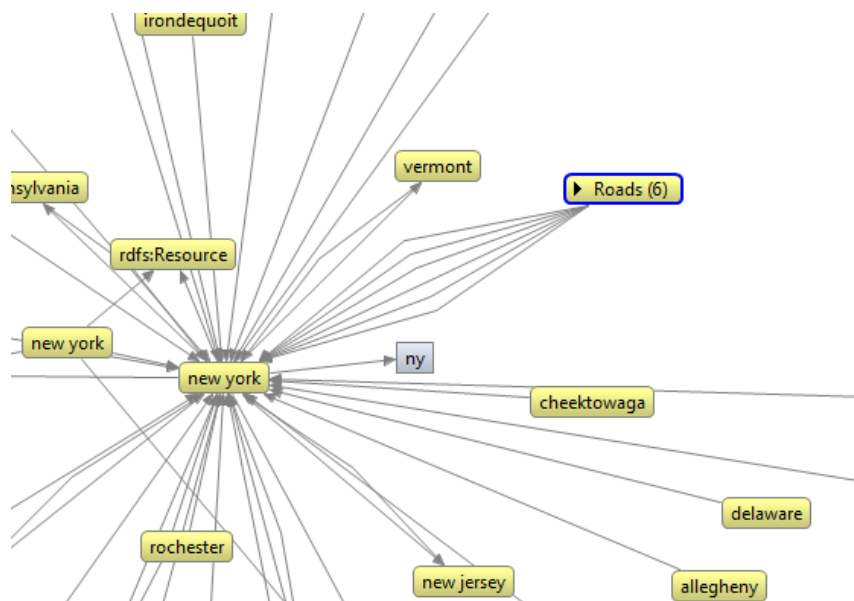 irondequoit
vermont
nsylvania
Roads (6)
rdfs:Resource
new york
ny
new york
cheektowaga
delaware
rochester
new jersey
allegheny